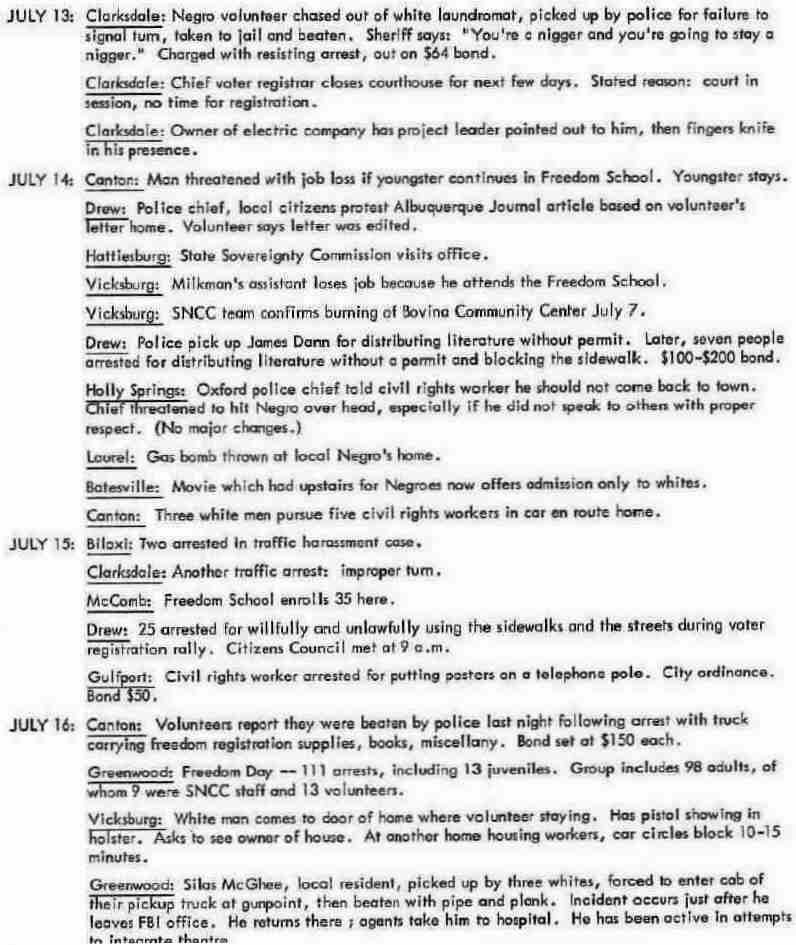 JULY 13: Clarksdale: Negro volunteer chased out of white laundromat, picked up by police for failure to
signal turn, taken to jail and beaten. Sheriff says: "You're a nigger and you're going to stay a
nigger." Charged with resisting arrest, out on $64 bond.
Clarksdale: Chief voter registrar closes courthouse for next few days. Stated reason: court in
session, no time for registration.
Clarksdale: Owner of electric company has project leader pointed out to him, then fingers knife
in his presence.
JULY 14: Canton: Man threatened with job loss if youngster continues in Freedom School. Youngster stays.
Drew: Police chief, local citizens protest Albuquerque Journal article based on volunteer's
letter home. Volunteer says letter was edited.
Hattiesburg: State Sovereignty Commission visits office.
Vicksburg: Milkman's assistant loses job because he attends the Freedom School.
Vicksburg: SNCC team confirms burning of Bovina Community Center July 7.
Drew: Police pick up James Dann for distributing literature without permit. Later, seven people
arrested for distributing literature without a permit and blocking the sidewalk. $100-$200 bond.
Holly Springs: Oxford police chief told civil rights worker he should not come back to town.
Chief threatened to hit Negro over head, especially if he did not speak to others with proper
respect. (No major changes.)
Laurel: Gas bomb thrown at local Negro's home.
Batesville: Movie which had upstairs for Negroes now offers admission only to whites.
Canton: Three white men pursue five civil rights workers in car en route home.
JULY 15: Biloxi: Two arrested in traffic harassment case.
Clarksdale: Another traffic arrest: improper turn.
McComb: Freedom School enrolls 35 here.
Drew: 25 arrested for willfully and unlawfully using the sidewalks and the streets during voter
registration rally. Citizens Council met at 9 a.m.
Gulfport: Civil rights worker arrested for putting posters on a telephone pole. City ordinance.
Bond $50.
JULY 16: Canton: Volunteers report they were beaten by police last night following arrest with truck
carrying freedom registration supplies, books, miscellany. Bond set at $150 each.
Greenwood: Freedom Day -- 111 arrests, including 13 juveniles. Group includes 98 adults, of
whom 9 were SNCC staff and 13 volunteers.
Vicksburg: White man comes to door of home where volunteer staying. Has pistol showing in
holster. Asks to see owner of house. At another home housing workers, car circles block 10-15
minutes.
Greenwood: Silas McGhee, local resident, picked up by three whites, forced to enter cab of
their pickup truck at gunpoint, then beaten with pipe and plank. Incident occurs just after he
leaves FBI office. He returns there ; agents take him to hospital. He has been active in attempts
to integrate theatre